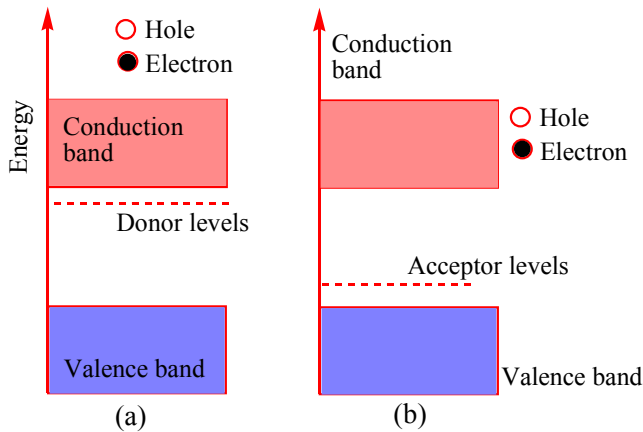 Energy
Hole
Electron
Conduction
band
Donor levels
Valence band
(a)
Conduction
band
Hole
Electron
Acceptor levels
Valence band
(b)